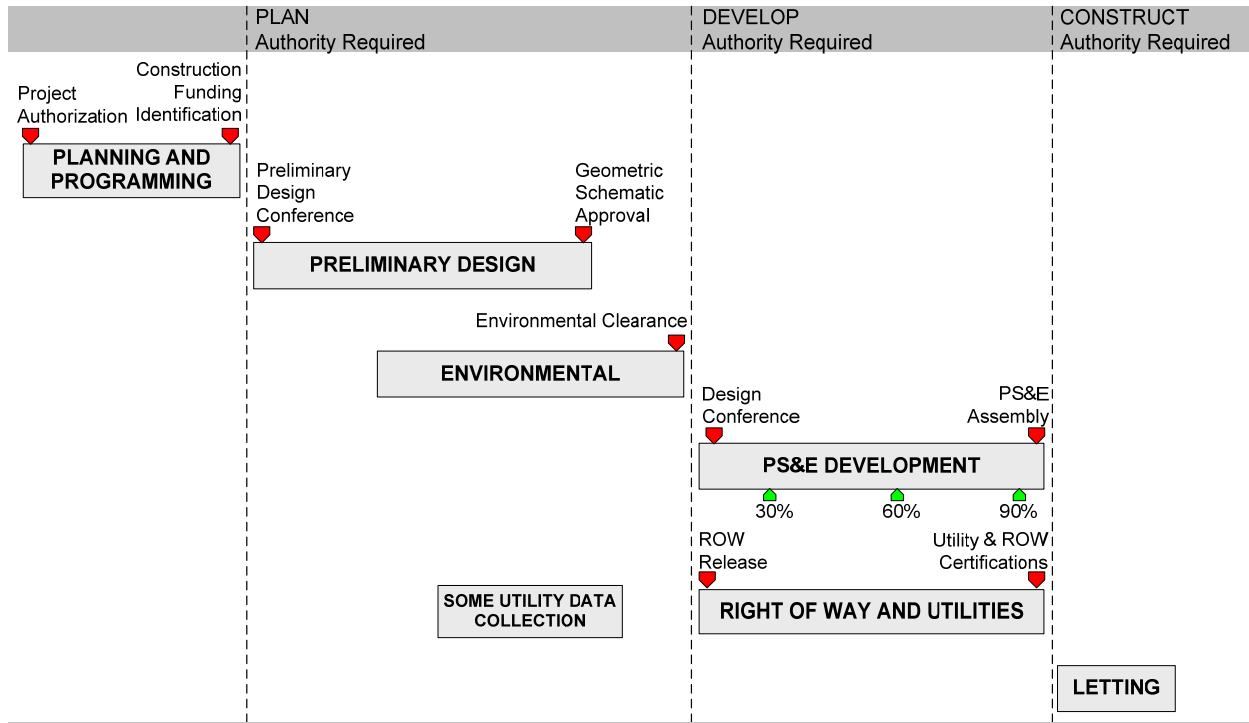 PLAN
Authority Required
DEVELOP
Authority Required
CONSTRUCT
Authority Required
Project
Authorization
Construction
Funding
Identification
PLANNING AND
PROGRAMMING
Preliminary
Design
Conference
Geometric
Schematic
Approval
PRELIMINARY DESIGN
Environmental Clearance
ENVIRONMENTAL
Design
Conference
PS&E
Assembly
PS&E DEVELOPMENT
30%
60%
90%
ROW
Release
Utility & ROW
Certifications
SOME UTILITY DATA
COLLECTION
RIGHT OF WAY AND UTILITIES
LETTING